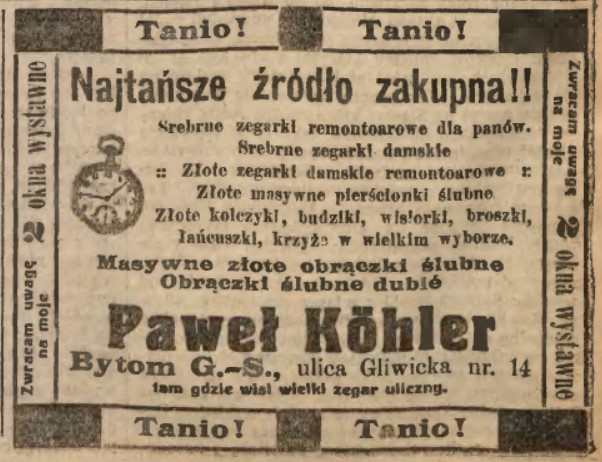 Tanio! Tanio!
Zwracam uwagę
na moje 2 okna wystawne
Najtańsze źródło zakupna!!
Srebrne zegarki remontoarowe dla panów.
Srebrne zegarki damskie
:: Złote zegarki damskie remontoarowe ::
Złote masywne pierścionki ślubne
Złote kolczyki, budziki, wisiorki, broszki,
łańcuszki, krzyże w wielkim wyborze.
Masywne złote obrączki ślubne
Obrączki ślubne dublé
Paweł Köhler
Bytom G.-S., ulica Gliwicka nr. 14
tam gdzie wisi wielki zegar uliczny.
Zwracam uwagę
na moje 2 okna wystawne
Tanio! Tanio!